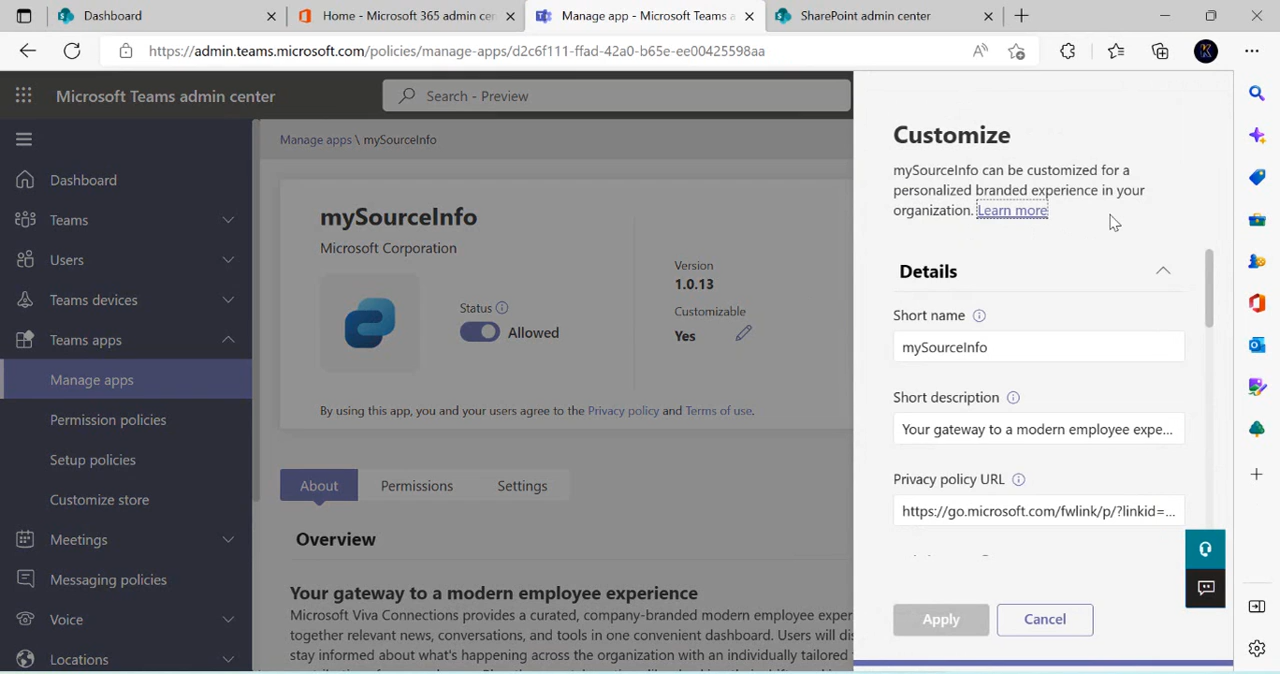 Dashboard
Home - Microsoft 365 admin cen
Manage app - Microsoft Teams a
SharePoint admin center
https://admin.teams.microsoft.com/policies/manage-apps/d2c6f111-ffad-42a0-b65e-ee00425598aa
Microsoft Teams admin center
Search - Preview
Dashboard
Teams
Users
Teams devices
Teams apps
Manage apps
Permission policies
Setup policies
Customize store
Meetings
Messaging policies
Voice
Locations
Manage apps \ mySourceInfo
mySourceInfo
Microsoft Corporation
Status
Allowed
Version
1.0.13
Customizable
Yes
By using this app, you and your users agree to the Privacy policy and Terms of use.
About
Permissions
Settings
Overview
Your gateway to a modern employee experience
Microsoft Viva Connections provides a curated, company-branded modern employee exper
together relevant news, conversations, and tools in one convenient dashboard. Users will dis
stay informed about what's happening across the organization with an individually tailored
Customize
mySourceInfo can be customized for a
personalized branded experience in your
organization. Learn more
Details
Short name
mySourceInfo
Short description
Your gateway to a modern employee expe...
Privacy policy URL
https://go.microsoft.com/fwlink/p/?linkid=...
Apply
Cancel